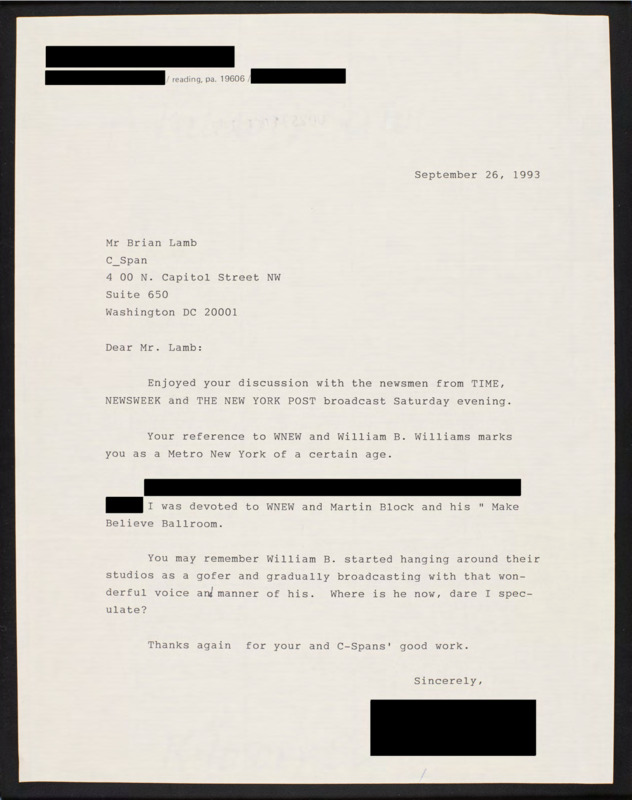 / reading, pa. 19606 /
September 26, 1993
Mr Brian Lamb
C_Span
4 00 N. Capitol Street NW
Suite 650
Washington DC 20001
Dear Mr. Lamb:
Enjoyed your discussion with the newsmen from TIME,
NEWSWEEK and THE NEW YORK POST broadcast Saturday evening.
Your reference to WNEW and William B. Williams marks
you as a Metro New York of a certain age.
I was devoted to WNEW and Martin Block and his " Make
Believe Ballroom.
You may remember William B. started hanging around their
studios as a gofer and gradually broadcasting with that won-
derful voice and manner of his.  Where is he now, dare I spec-
ulate?
Thanks again  for your and C-Spans' good work.
Sincerely,